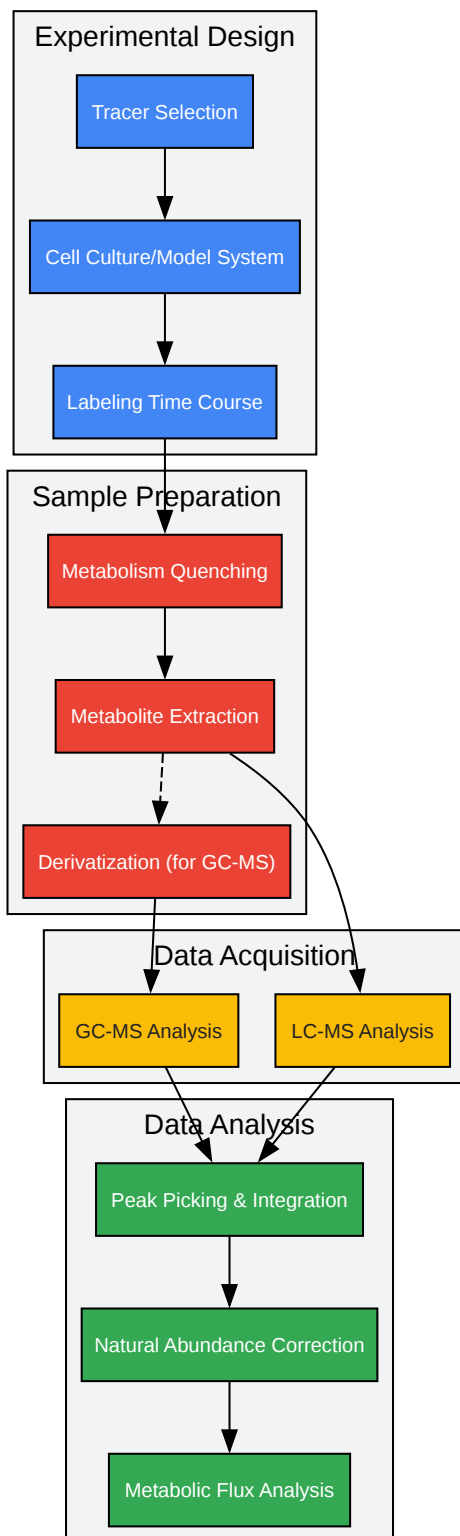 Experimental Design
Tracer Selection
Cell Culture/Model System
Labeling Time Course
Sample Preparation
Metabolism Quenching
Metabolite Extraction
Derivatization (for GC-MS)
Data Acquisition
GC-MS Analysis
LC-MS Analysis
Data Analysis
Peak Picking & Integration
Natural Abundance Correction
Metabolic Flux Analysis